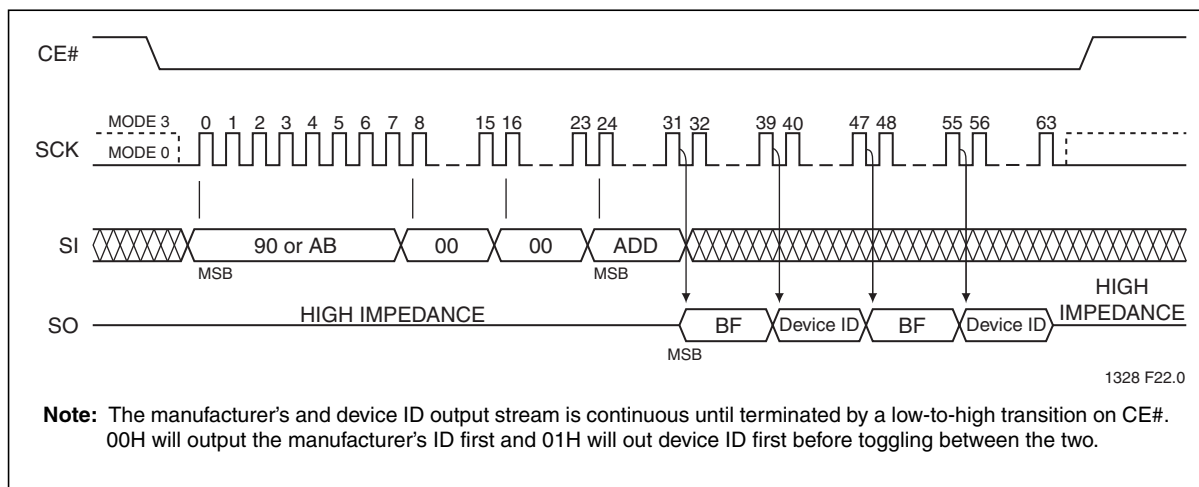 CE#
MODE 3
0 1 2 3 4 5 6 7 8 15 16 23 24 31 32 39 40 47 48 55 56 63
SCK
MODE 0
SI
90 or AB 00 00 ADD
MSB MSB
HIGH IMPEDANCE
HIGH IMPEDANCE
SO
BF Device ID BF Device ID
MSB
1328 F22.0
Note: The manufacturer's and device ID output stream is continuous until terminated by a low-to-high transition on CE#.
00H will output the manufacturer's ID first and 01H will out device ID first before toggling between the two.